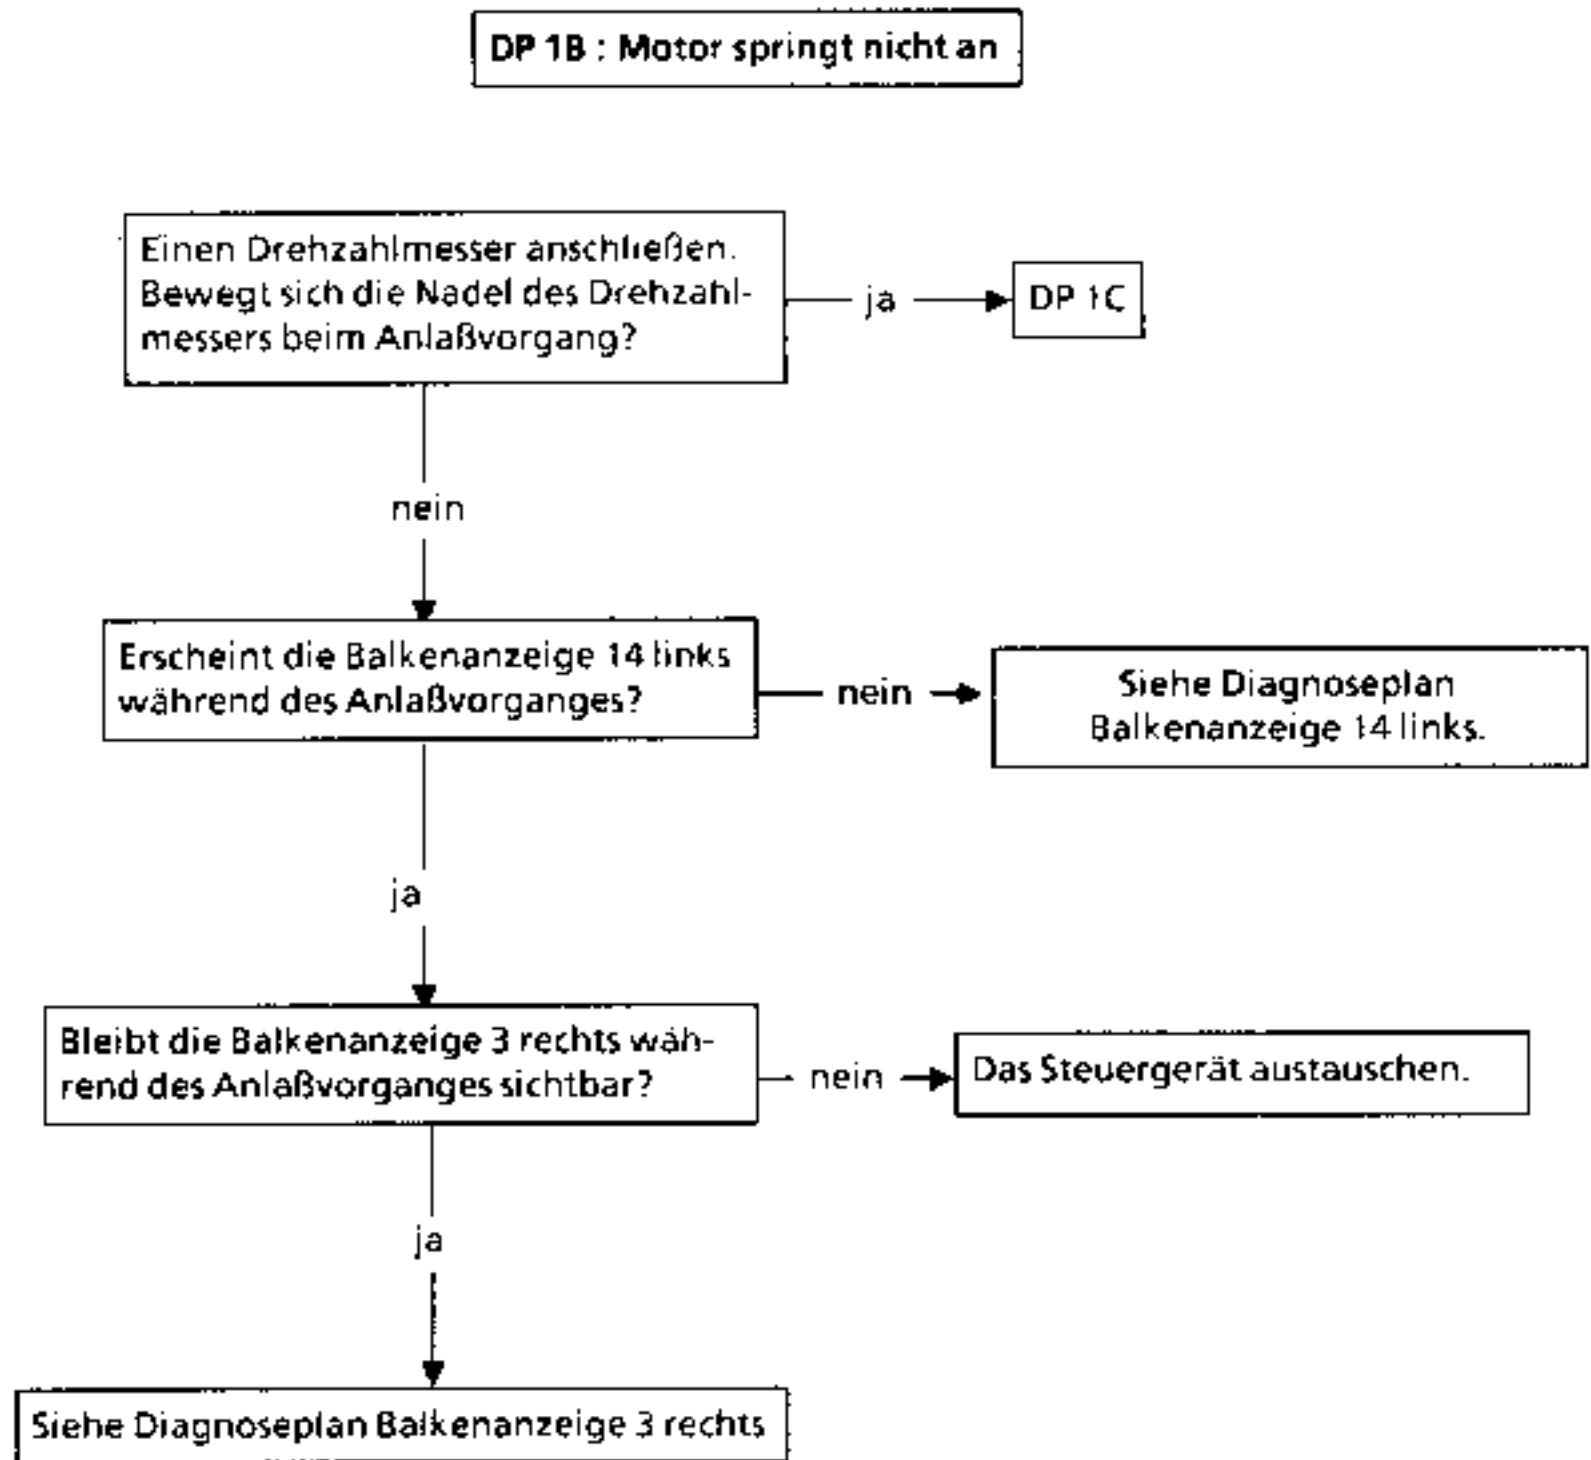 DP 1B : Motor springt nicht an
Einen Drehzahlmesser anschließen.
Bewegt sich die Nadel des Drehzahl-
messers beim Anlaßvorgang?
ja
DP 1C
nein
Erscheint die Balkenanzeige 14 links
während des Anlaßvorganges?
nein
Siehe Diagnoseplan
Balkenanzeige 14 links.
ja
Bleibt die Balkenanzeige 3 rechts wäh-
rend des Anlaßvorganges sichtbar?
nein
Das Steuergerät austauschen.
ja
Siehe Diagnoseplan Balkenanzeige 3 rechts